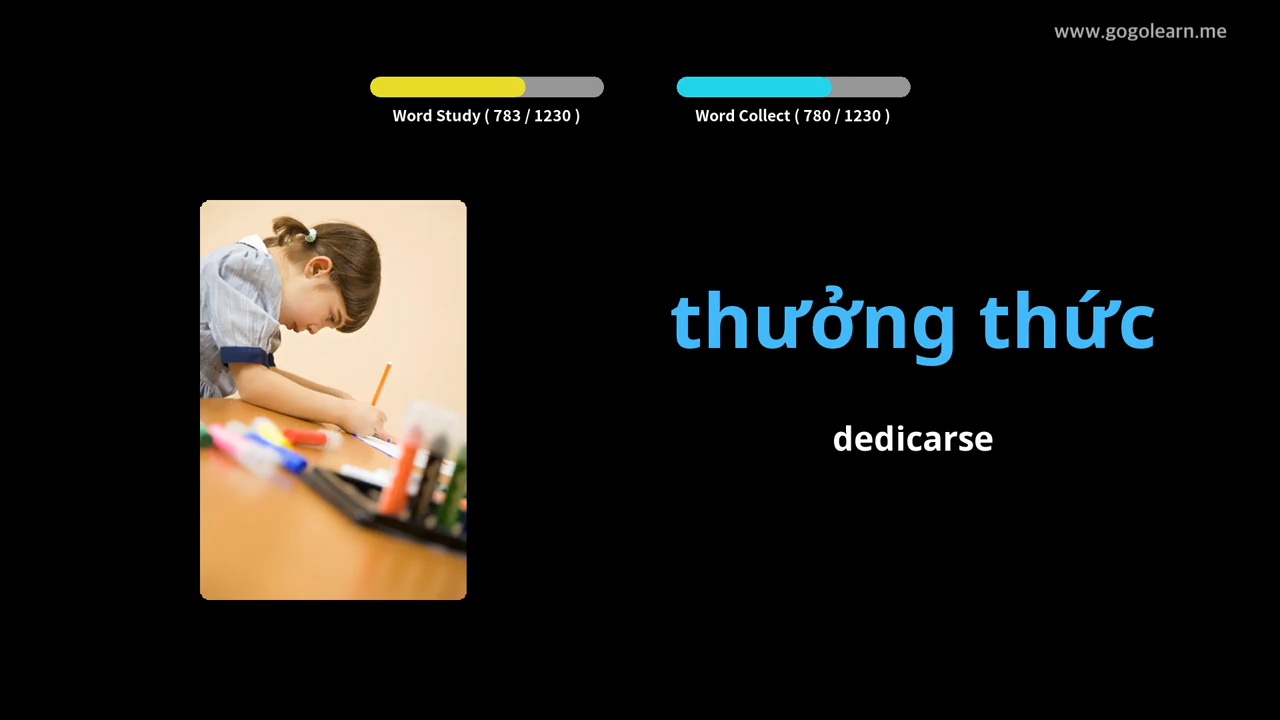 www.gogolearn.me
Word Study ( 783 / 1230 )
Word Collect ( 780 / 1230 )
thưởng thức
dedicarse